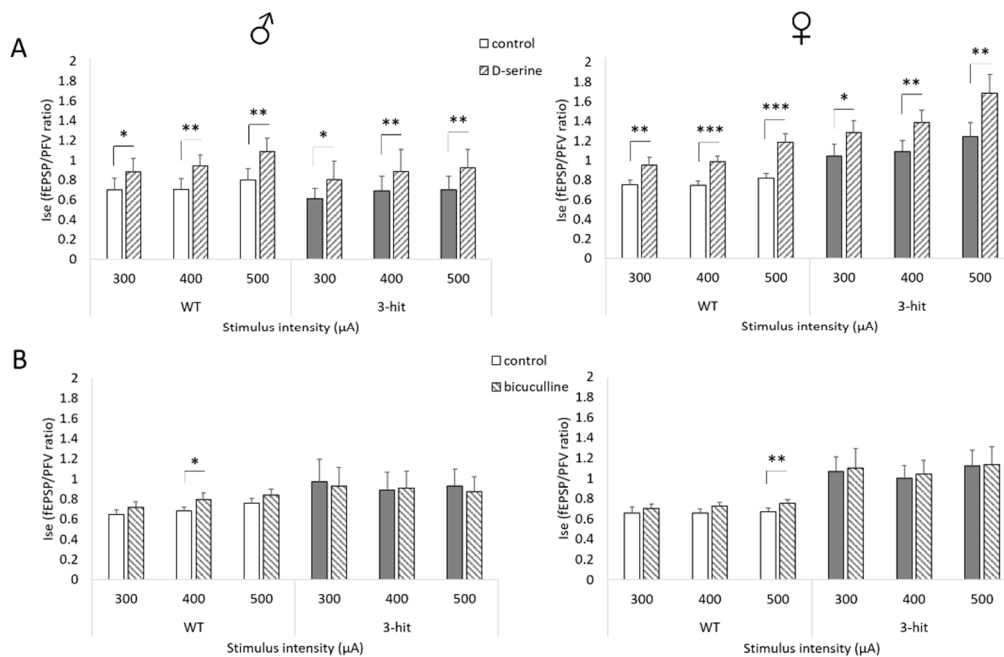 ♂
♀
A
control
D-serine
Ise (fEPSP/PFV ratio)
2
1.8
1.6
1.4
1.2
1
0.8
0.6
0.4
0.2
0
*
**
**
*
**
**
300 400 500 300 400 500
WT 3-hit
Stimulus intensity (µA)
Ise (fEPSP/PFV ratio)
2
1.8
1.6
1.4
1.2
1
0.8
0.6
0.4
0.2
0
**
***
***
*
**
**
300 400 500 300 400 500
WT 3-hit
Stimulus intensity (µA)
B
control
bicuculline
Ise (fEPSP/PFV ratio)
2
1.8
1.6
1.4
1.2
1
0.8
0.6
0.4
0.2
0
*
300 400 500 300 400 500
WT 3-hit
Stimulus intensity (µA)
Ise (fEPSP/PFV ratio)
2
1.8
1.6
1.4
1.2
1
0.8
0.6
0.4
0.2
0
**
300 400 500 300 400 500
WT 3-hit
Stimulus intensity (µA)